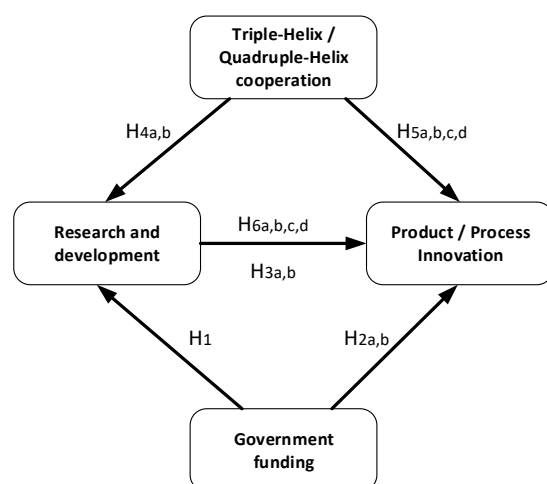 Triple-Helix /
Quadruple-Helix
cooperation
H4a,b
H5a,b,c,d
Research and
development
H6a,b,c,d
H3a,b
Product / Process
Innovation
H1
H2a,b
Government
funding